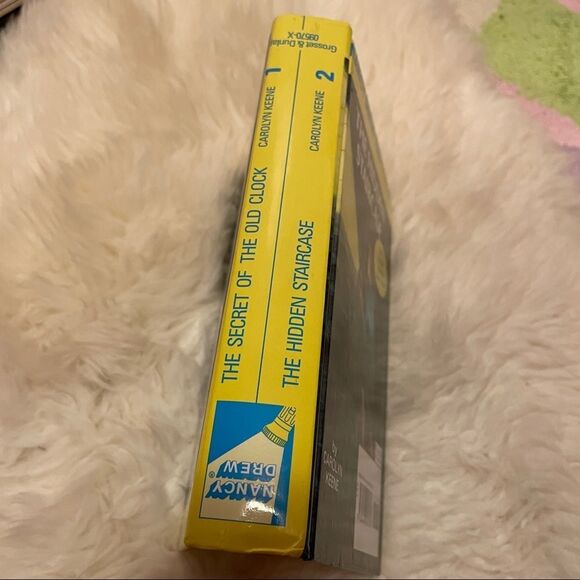 Grosset & Dunlap
09570-X
1
2
CAROLYN KEENE
CAROLYN KEENE
THE SECRET OF THE OLD CLOCK
THE HIDDEN STAIRCASE
NANCY
DREW®
by
CAROLYN
KEENE